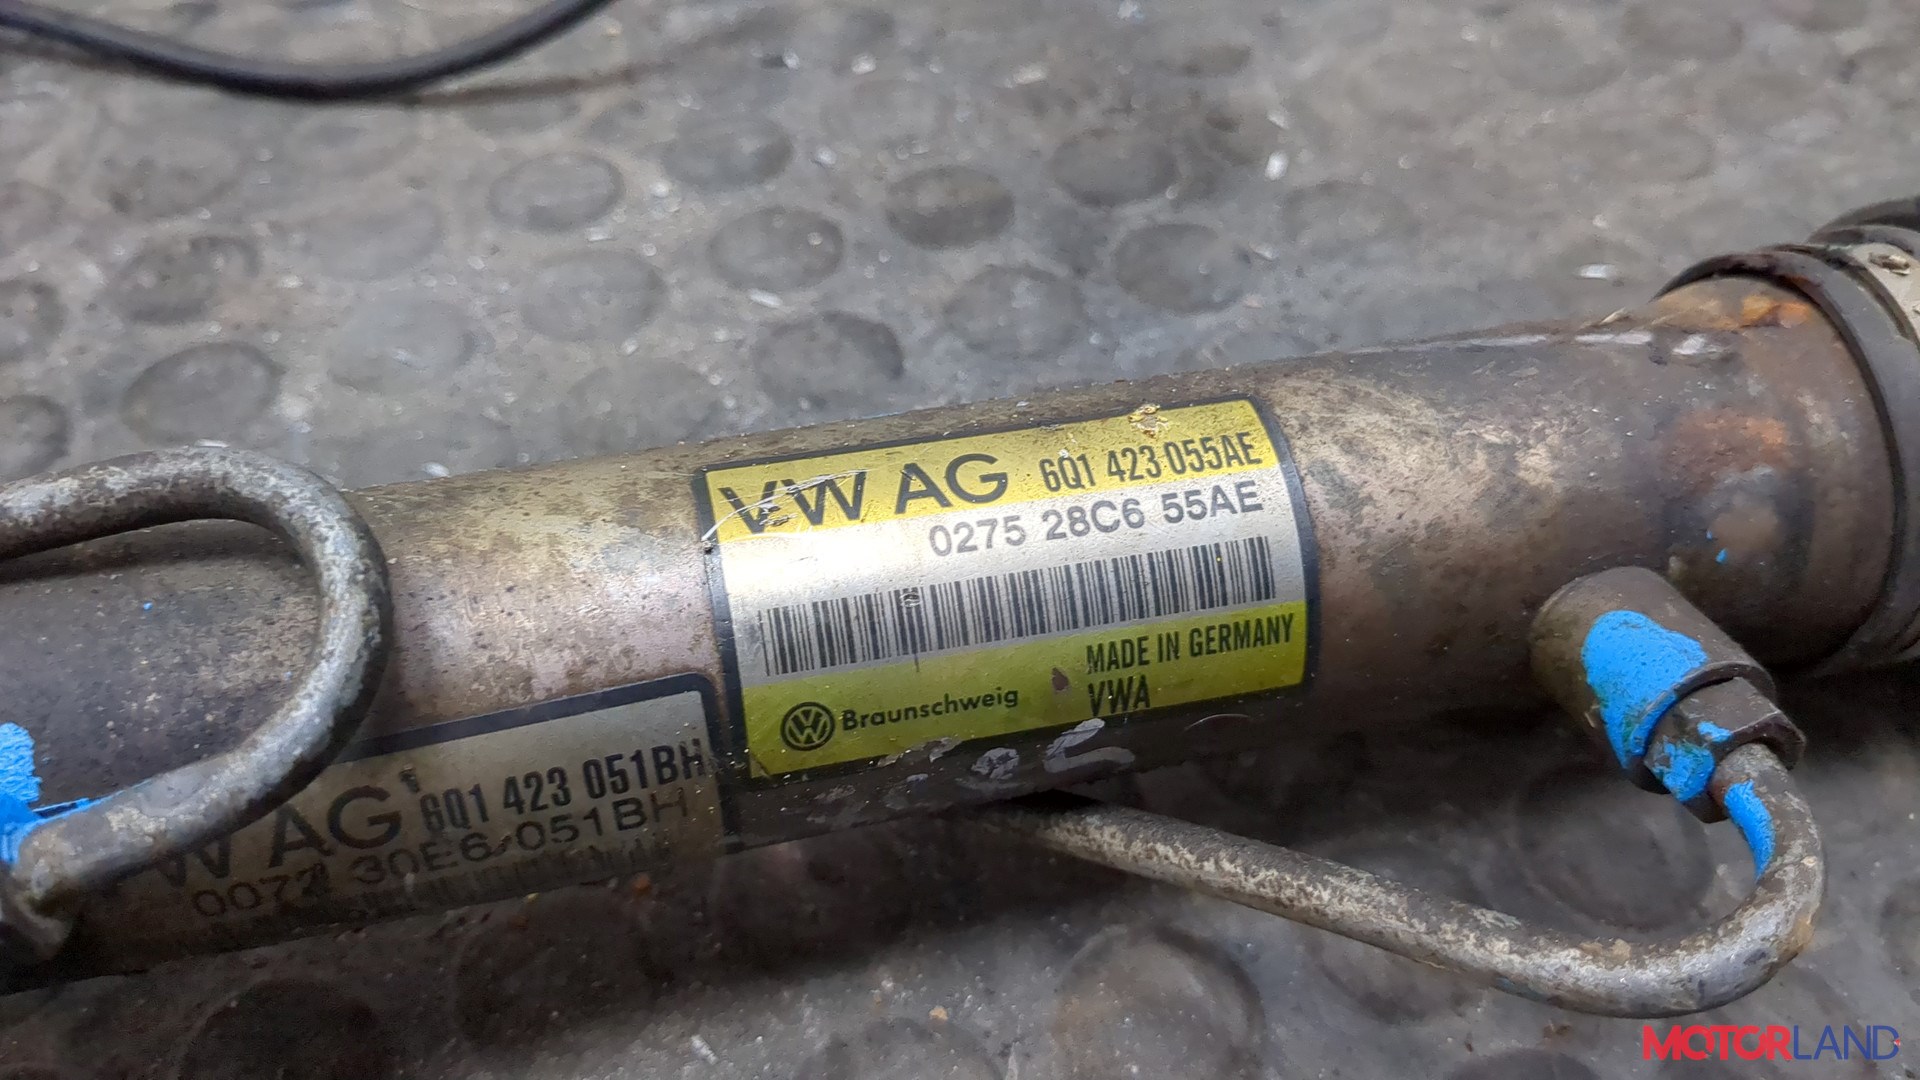 VW AG 6Q1 423 055AE
0275 28C6 55AE
MADE IN GERMANY
Braunschweig VWA
W AG 6Q1 423 051BH
30E6 051BH
MOTORLAND